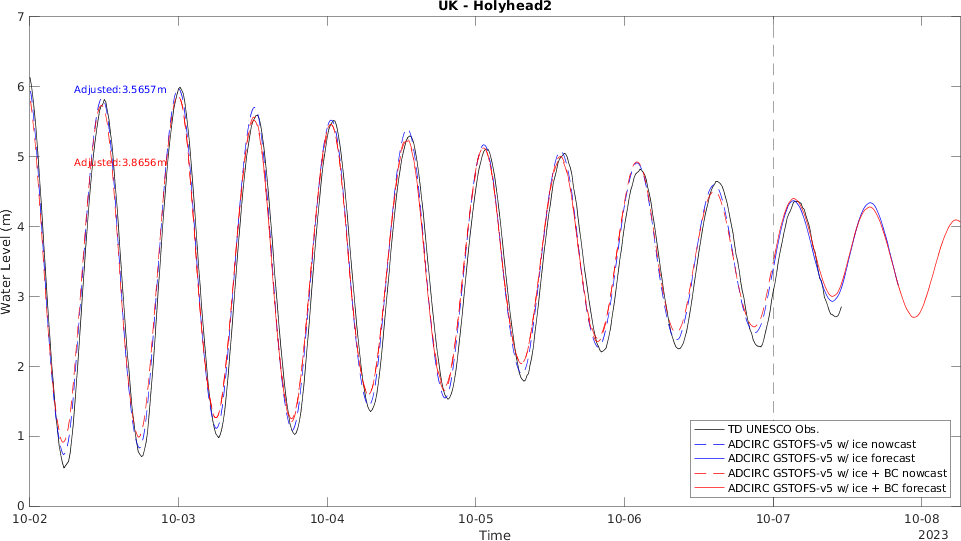 UK - Holyhead2
7
6
5
4
3
2
1
0
Water Level (m)
Adjusted:3.5657m
Adjusted:3.8656m
TD UNESCO Obs.
ADCIRC GSTOFS-v5 w/ ice nowcast
ADCIRC GSTOFS-v5 w/ ice forecast
ADCIRC GSTOFS-v5 w/ ice + BC nowcast
ADCIRC GSTOFS-v5 w/ ice + BC forecast
10-02 10-03 10-04 10-05 10-06 10-07 10-08
Time
2023